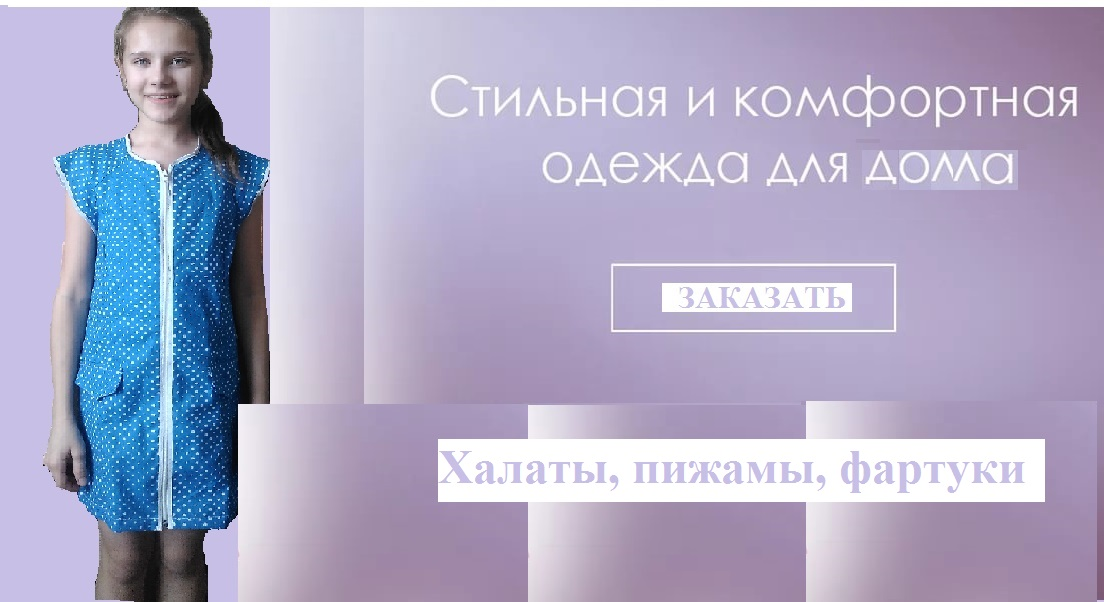 Стильная и комфортная
одежда для дома
ЗАКАЗАТЬ
Халаты, пижамы, фартуки